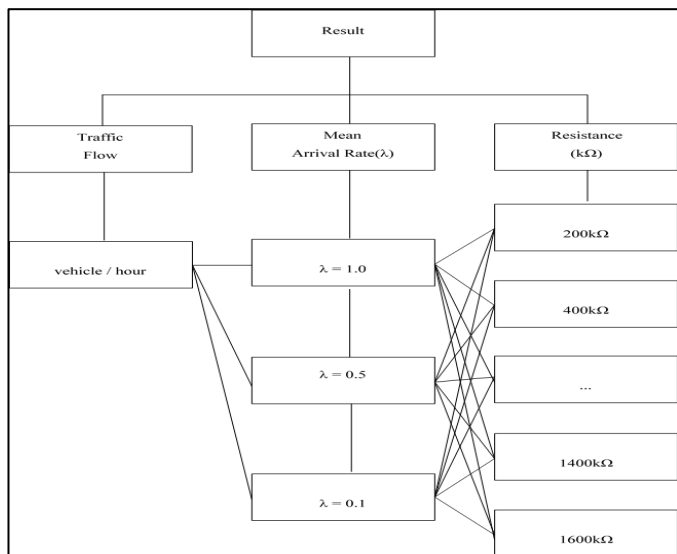 Result
Traffic
Flow
Mean
Arrival Rate(λ)
Resistance
(kΩ)
vehicle / hour
λ = 1.0
λ = 0.5
λ = 0.1
200kΩ
400kΩ
...
1400kΩ
1600kΩ